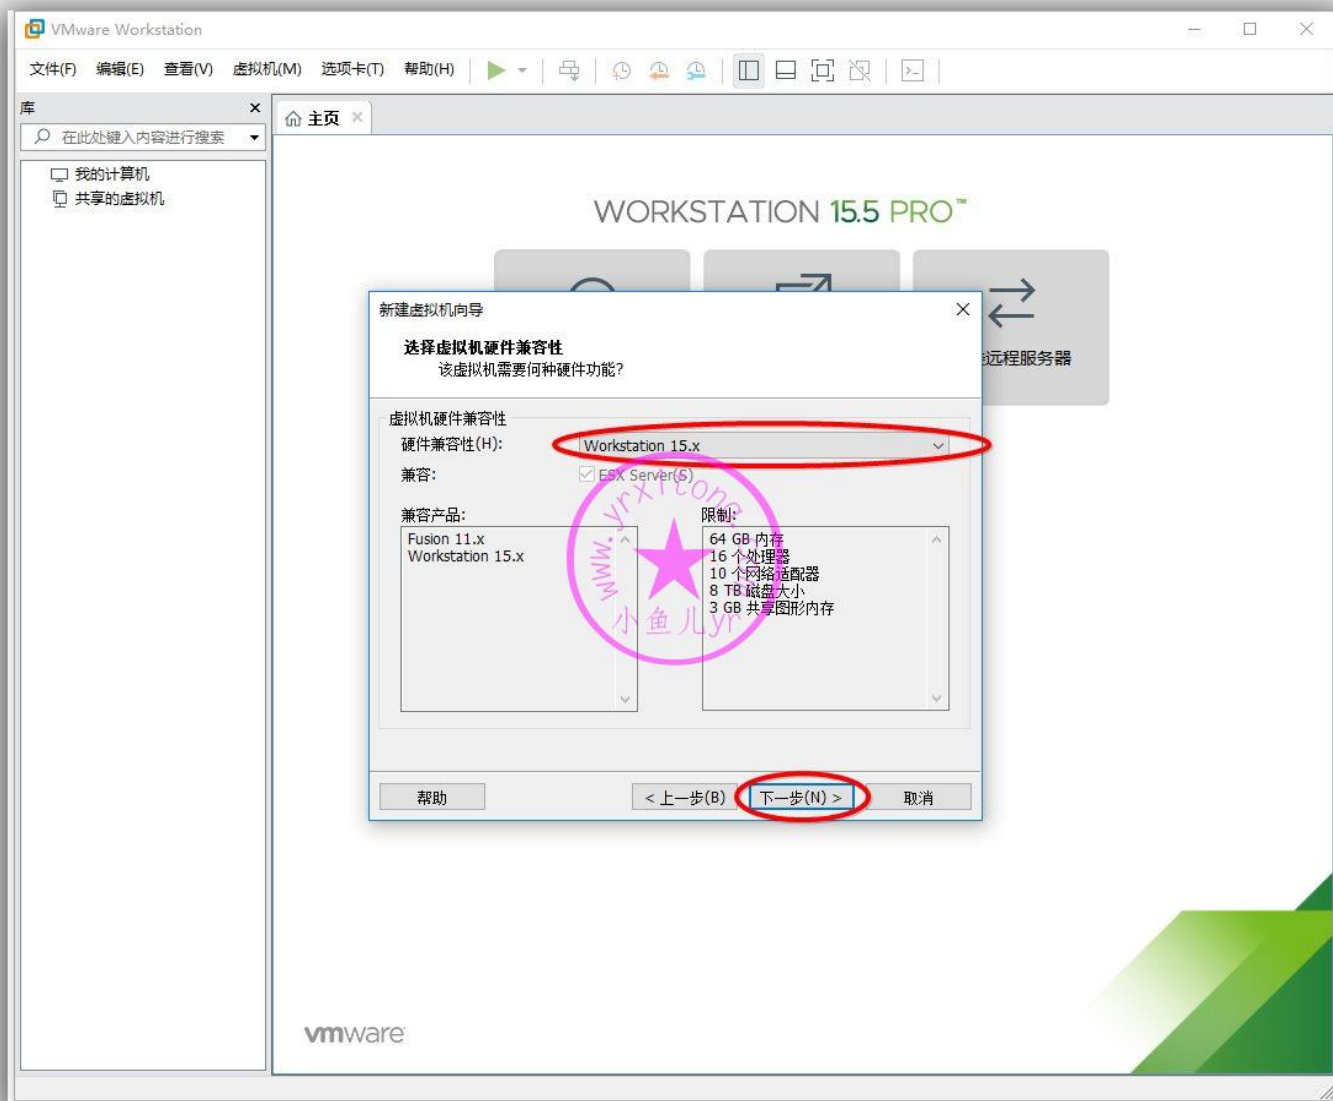 VMware Workstation
文件(F) 编辑(E) 查看(V) 虚拟机(M) 选项卡(T) 帮助(H)
库
主页
在此处键入内容进行搜索
我的计算机
共享的虚拟机
WORKSTATION 15.5 PRO™
远程服务器
新建虚拟机向导
选择虚拟机硬件兼容性
该虚拟机需要何种硬件功能?
虚拟机硬件兼容性
硬件兼容性(H): Workstation 15.x
兼容: ESX Server(S)
兼容产品:
Fusion 11.x
Workstation 15.x
限制:
64 GB 内存
16 个处理器
10 个网络适配器
8 TB 磁盘大小
3 GB 共享图形内存
小鱼儿yr
帮助 < 上一步(B) 下一步(N) > 取消
vmware